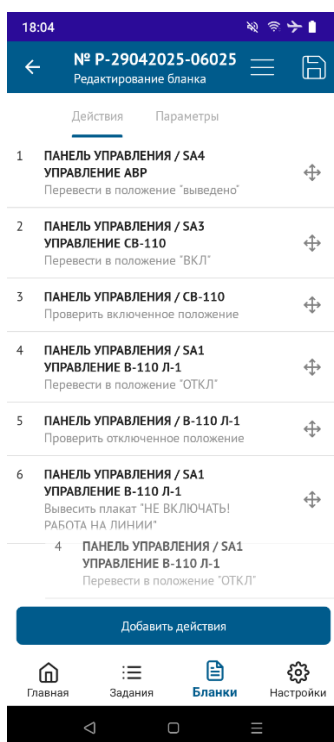 18:04
№ Р-29042025-06025
Редактирование бланка
Действия Параметры
1 ПАНЕЛЬ УПРАВЛЕНИЯ / SA4
УПРАВЛЕНИЕ АВР
Перевести в положение "выведено"
2 ПАНЕЛЬ УПРАВЛЕНИЯ / SA3
УПРАВЛЕНИЕ СВ-110
Перевести в положение "ВКЛ"
3 ПАНЕЛЬ УПРАВЛЕНИЯ / СВ-110
Проверить включенное положение
4 ПАНЕЛЬ УПРАВЛЕНИЯ / SA1
УПРАВЛЕНИЕ В-110 Л-1
Перевести в положение "ОТКЛ"
5 ПАНЕЛЬ УПРАВЛЕНИЯ / В-110 Л-1
Проверить отключенное положение
6 ПАНЕЛЬ УПРАВЛЕНИЯ / SA1
УПРАВЛЕНИЕ В-110 Л-1
Вывесить плакат "НЕ ВКЛЮЧАТЬ!
РАБОТА НА ЛИНИИ"
4 ПАНЕЛЬ УПРАВЛЕНИЯ / SA1
УПРАВЛЕНИЕ В-110 Л-1
Перевести в положение "ОТКЛ"
Добавить действия
Главная Задания Бланки Настройки